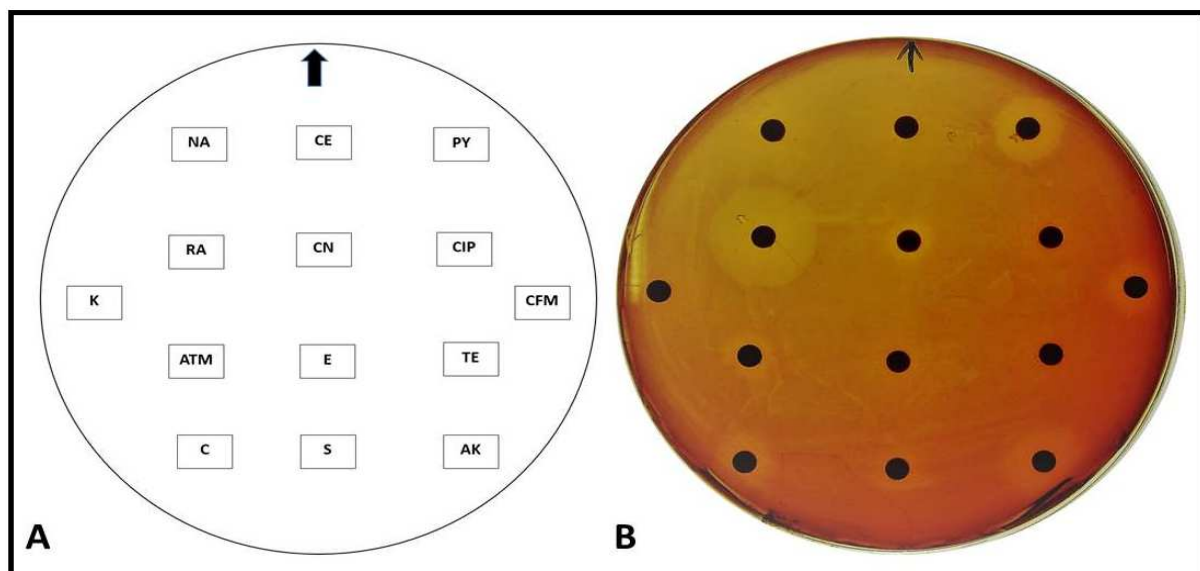 NA CE PY
RA CN CIP
K CFM
ATM E TE
C S AK
A B